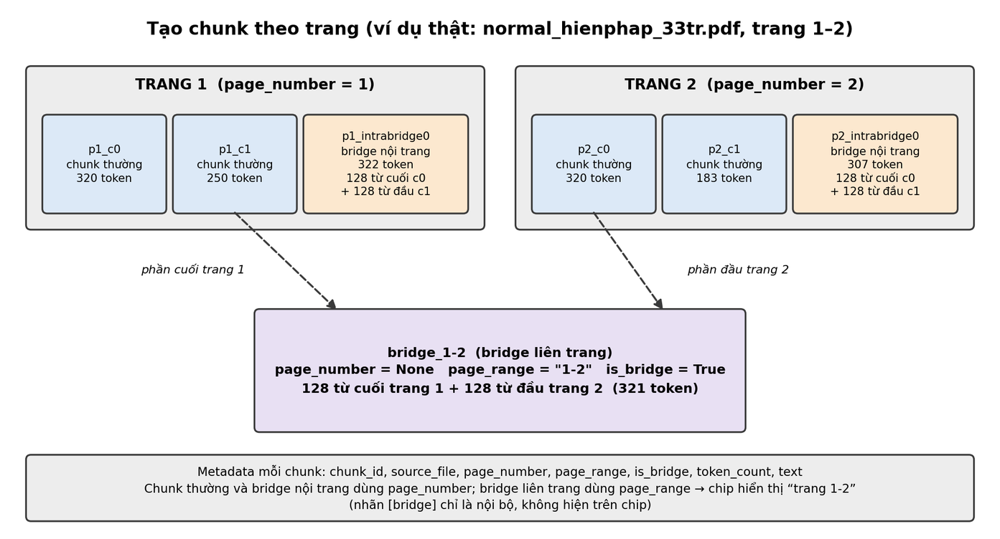 Tạo chunk theo trang (ví dụ thật: normal_hienphap_33tr.pdf, trang 1–2)
TRANG 1  (page_number = 1)
p1_c0
chunk thường
320 token
p1_c1
chunk thường
250 token
p1_intrabridge0
bridge nội trang
322 token
128 từ cuối c0
+ 128 từ đầu c1
TRANG 2  (page_number = 2)
p2_c0
chunk thường
320 token
p2_c1
chunk thường
183 token
p2_intrabridge0
bridge nội trang
307 token
128 từ cuối c0
+ 128 từ đầu c1
phần cuối trang 1
phần đầu trang 2
bridge_1-2  (bridge liên trang)
page_number = None   page_range = "1-2"   is_bridge = True
128 từ cuối trang 1 + 128 từ đầu trang 2  (321 token)
Metadata mỗi chunk: chunk_id, source_file, page_number, page_range, is_bridge, token_count, text
Chunk thường và bridge nội trang dùng page_number; bridge liên trang dùng page_range → chip hiển thị “trang 1-2”
(nhãn [bridge] chỉ là nội bộ, không hiện trên chip)